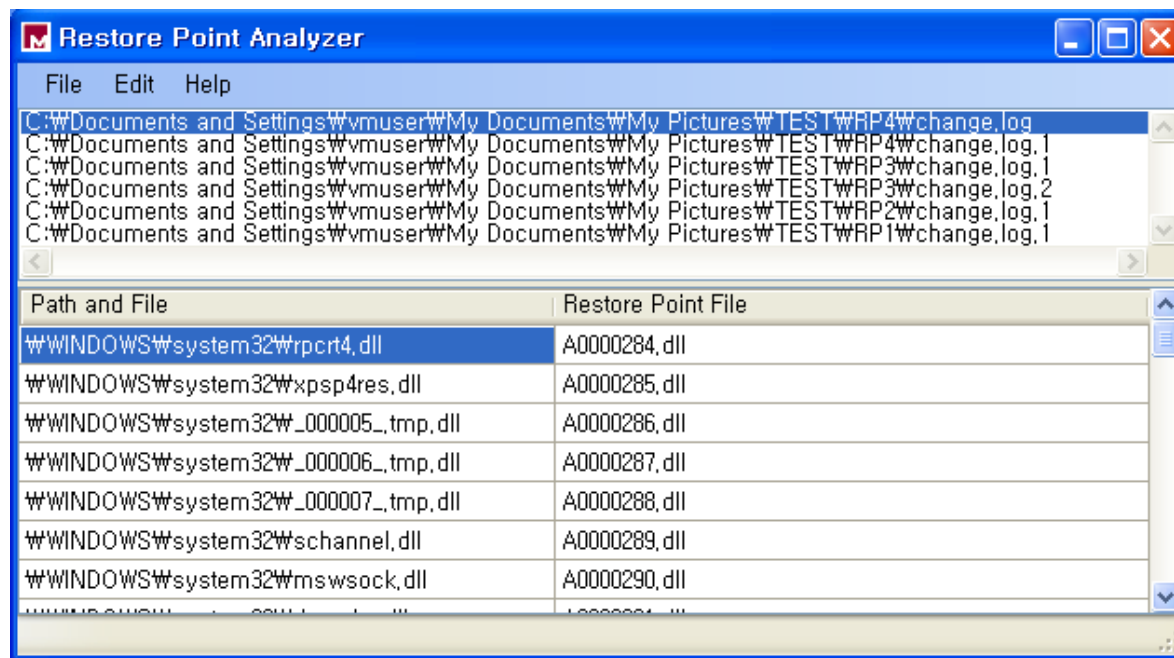 Restore Point Analyzer
File Edit Help
C:₩Documents and Settings₩vmuser₩My Documents₩My Pictures₩TEST₩RP4₩change.log
C:₩Documents and Settings₩vmuser₩My Documents₩My Pictures₩TEST₩RP4₩change.log.1
C:₩Documents and Settings₩vmuser₩My Documents₩My Pictures₩TEST₩RP3₩change.log.1
C:₩Documents and Settings₩vmuser₩My Documents₩My Pictures₩TEST₩RP3₩change.log.2
C:₩Documents and Settings₩vmuser₩My Documents₩My Pictures₩TEST₩RP2₩change.log.1
C:₩Documents and Settings₩vmuser₩My Documents₩My Pictures₩TEST₩RP1₩change.log.1
Path and File Restore Point File
₩WINDOWS₩system32₩rpcrt4.dll A0000284.dll
₩WINDOWS₩system32₩xpsp4res.dll A0000285.dll
₩WINDOWS₩system32₩_000005_.tmp.dll A0000286.dll
₩WINDOWS₩system32₩_000006_.tmp.dll A0000287.dll
₩WINDOWS₩system32₩_000007_.tmp.dll A0000288.dll
₩WINDOWS₩system32₩schannel.dll A0000289.dll
₩WINDOWS₩system32₩mswsock.dll A0000290.dll